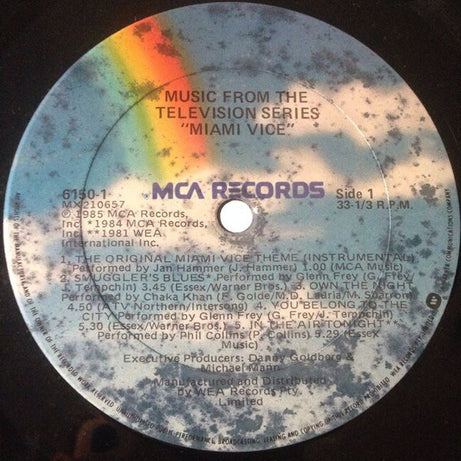 MUSIC FROM THE
TELEVISION SERIES
"MIAMI VICE"
6150-1
MX210657
MCA RECORDS
Side 1
33-1/3 R.P.M.
℗ 1985 MCA Records,
Inc. *1984 MCA Records,
Inc. **1981 WEA
International Inc.
1. THE ORIGINAL MIAMI VICE THEME (INSTRUMENTAL)
Performed by Jan Hammer (J. Hammer) 1.00 (MCA Music)
2. SMUGGLER'S BLUES* Performed by Glenn Frey (G. Frey/
J. Tempchin) 3.45 (Essex/Warner Bros.) 3. OWN THE NIGHT
Performed by Chaka Khan (F. Golde/M.D. Lauria/M. Sharron)
4.50 (ATV Northern/Intersong) 4. YOU BELONG TO THE
CITY Performed by Glenn Frey (G. Frey/J. Tempchin)
5.30 (Essex/Warner Bros.) 5. IN THE AIR TONIGHT**
Performed by Phil Collins (P. Collins) 5.29 (Essex
Music)
Executive Producers: Danny Goldberg &
Michael Mann
Manufactured and Distributed
by WEA Records Pty.
Limited